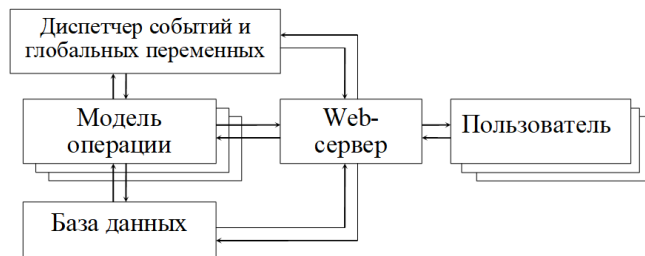 Диспетчер событий и
глобальных переменных
Модель
операции
Web-
сервер
Пользователь
База данных